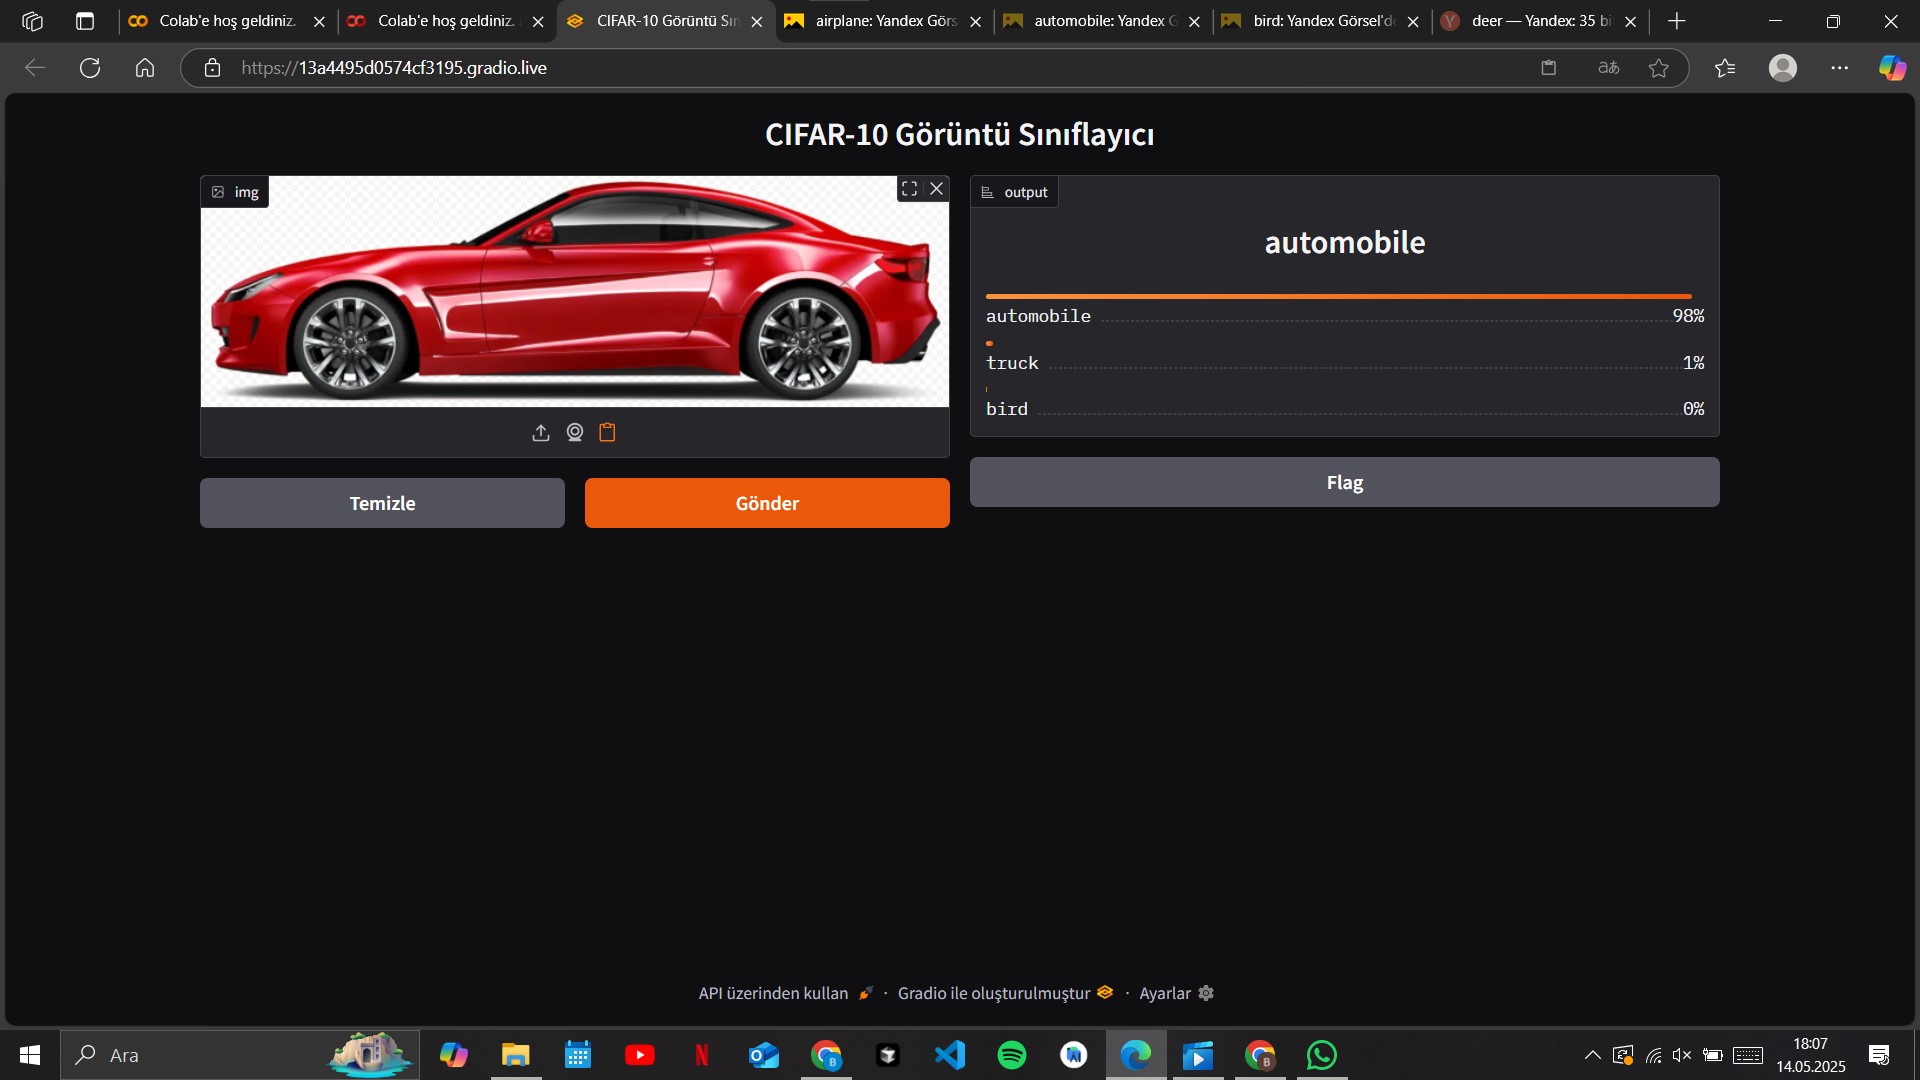 Colab'e hoş geldiniz.
Colab'e hoş geldiniz.
CIFAR-10 Görüntü Sın
airplane: Yandex Görs
automobile: Yandex G
bird: Yandex Görsel'de
deer — Yandex: 35 bi
https://13a4495d0574cf3195.gradio.live
CIFAR-10 Görüntü Sınıflayıcı
img
output
automobile
automobile 98%
truck 1%
bird 0%
Temizle
Gönder
Flag
API üzerinden kullan · Gradio ile oluşturulmuştur · Ayarlar
Ara
18:07
14.05.2025